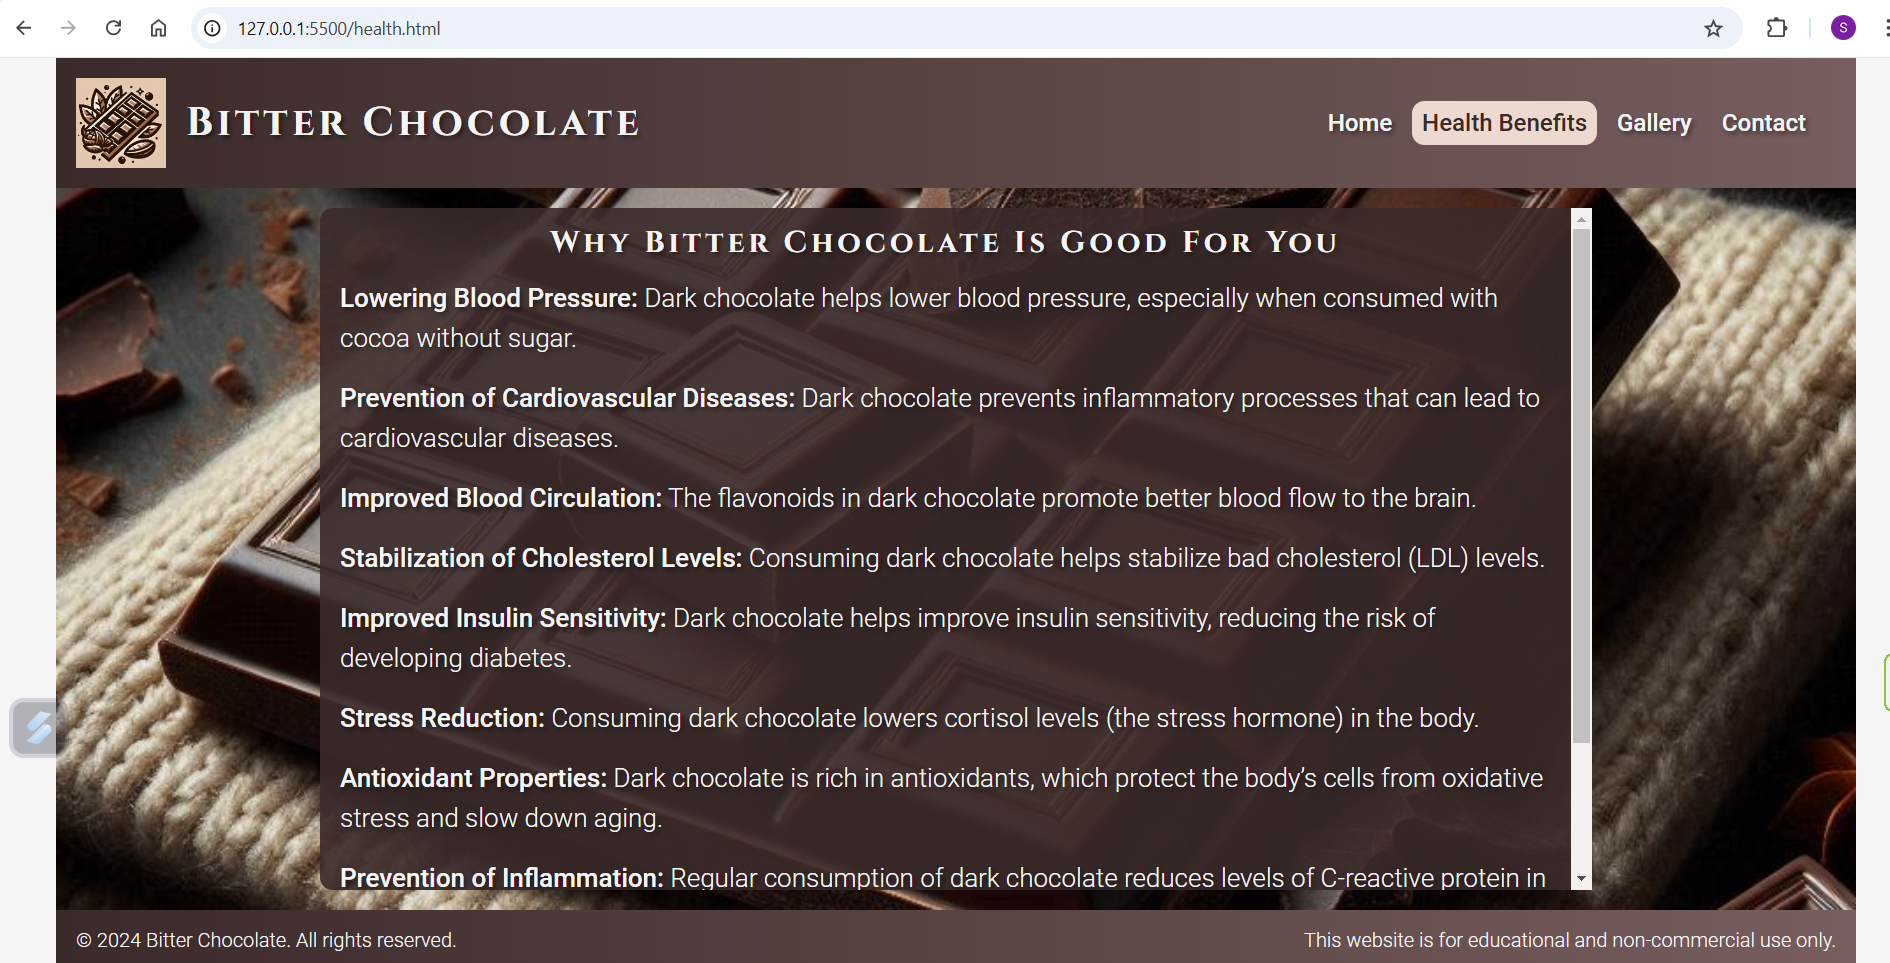 127.0.0.1:5500/health.html
S
Bitter Chocolate
Home Health Benefits Gallery Contact
Why Bitter Chocolate Is Good For You
Lowering Blood Pressure: Dark chocolate helps lower blood pressure, especially when consumed with
cocoa without sugar.
Prevention of Cardiovascular Diseases: Dark chocolate prevents inflammatory processes that can lead to
cardiovascular diseases.
Improved Blood Circulation: The flavonoids in dark chocolate promote better blood flow to the brain.
Stabilization of Cholesterol Levels: Consuming dark chocolate helps stabilize bad cholesterol (LDL) levels.
Improved Insulin Sensitivity: Dark chocolate helps improve insulin sensitivity, reducing the risk of
developing diabetes.
Stress Reduction: Consuming dark chocolate lowers cortisol levels (the stress hormone) in the body.
Antioxidant Properties: Dark chocolate is rich in antioxidants, which protect the body’s cells from oxidative
stress and slow down aging.
Prevention of Inflammation: Regular consumption of dark chocolate reduces levels of C-reactive protein in
© 2024 Bitter Chocolate. All rights reserved.
This website is for educational and non-commercial use only.